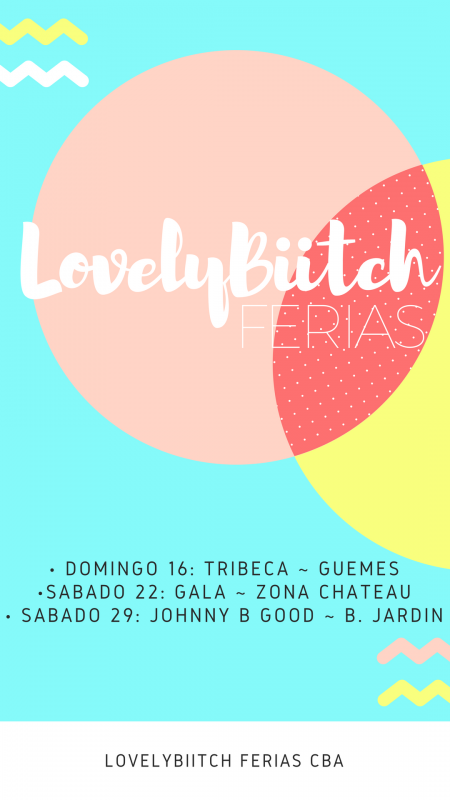 LovelyBiitch
FERIAS
• DOMINGO 16: TRIBECA ~ GUEMES
•SABADO 22: GALA ~ ZONA CHATEAU
• SABADO 29: JOHNNY B GOOD ~ B. JARDIN
LOVELYBIITCH FERIAS CBA